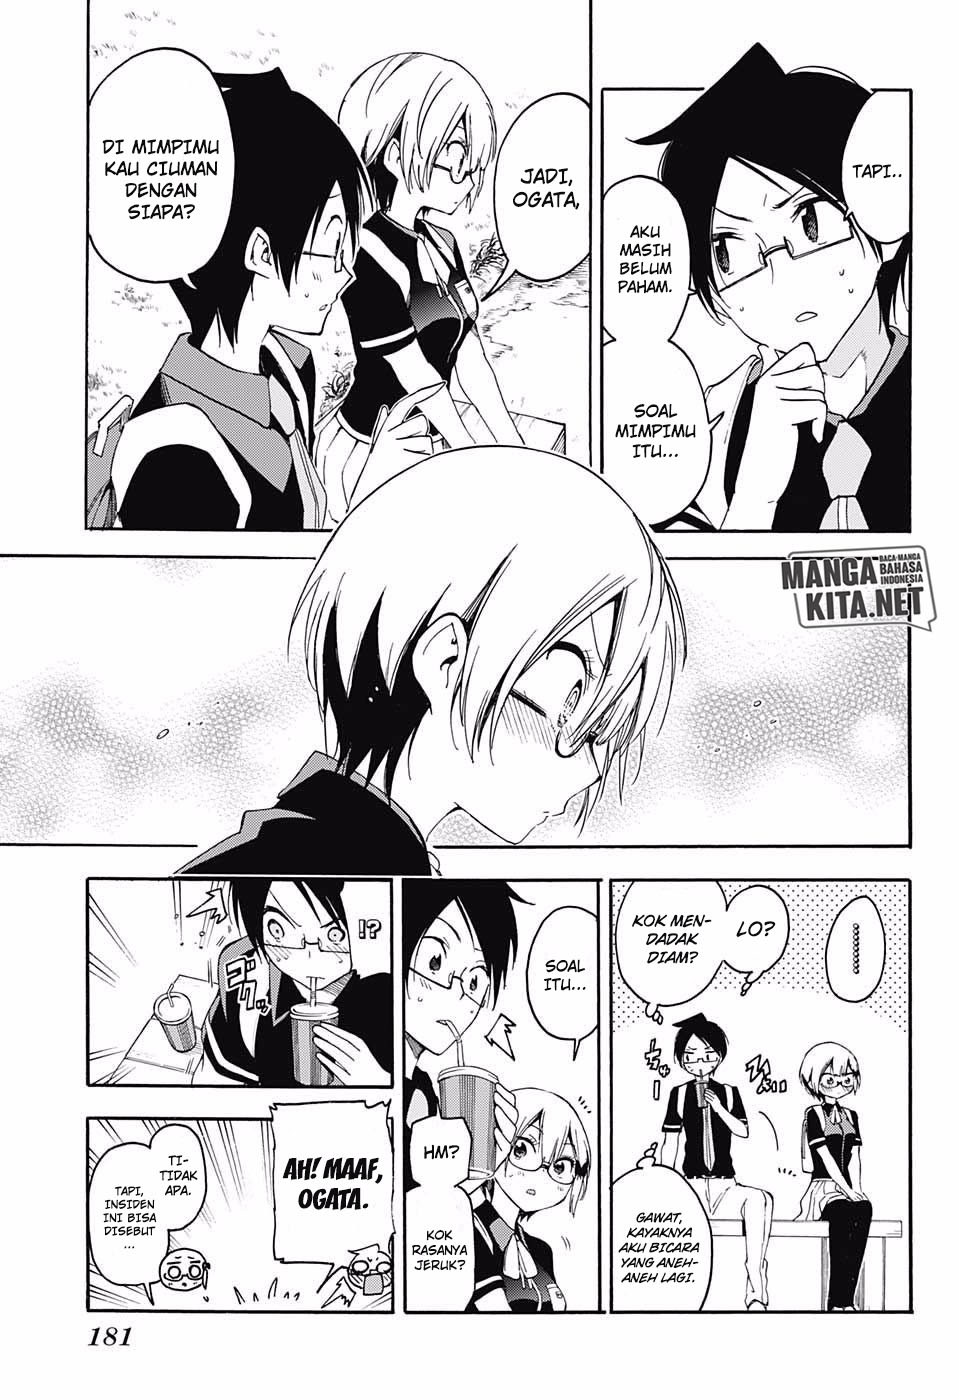 TAPI..
AKU
MASIH
BELUM
PAHAM.
SOAL
MIMPIMU
ITU...
JADI,
OGATA,
DI MIMPIMU
KAU CIUMAN
DENGAN
SIAPA?
MANGA
KITA.NET
BACA MANGA
BAHASA
INDONESIA
LO?
KOK MEN-
DADAK
DIAM?
GAWAT,
KAYAKNYA
AKU BICARA
YANG ANEH-
ANEH LAGI.
SOAL
ITU...
HM?
KOK
RASANYA
JERUK?
!?
AH! MAAF,
OGATA.
TI-
TIDAK
APA.
TAPI,
INSIDEN
INI BISA
DISEBUT
...
181